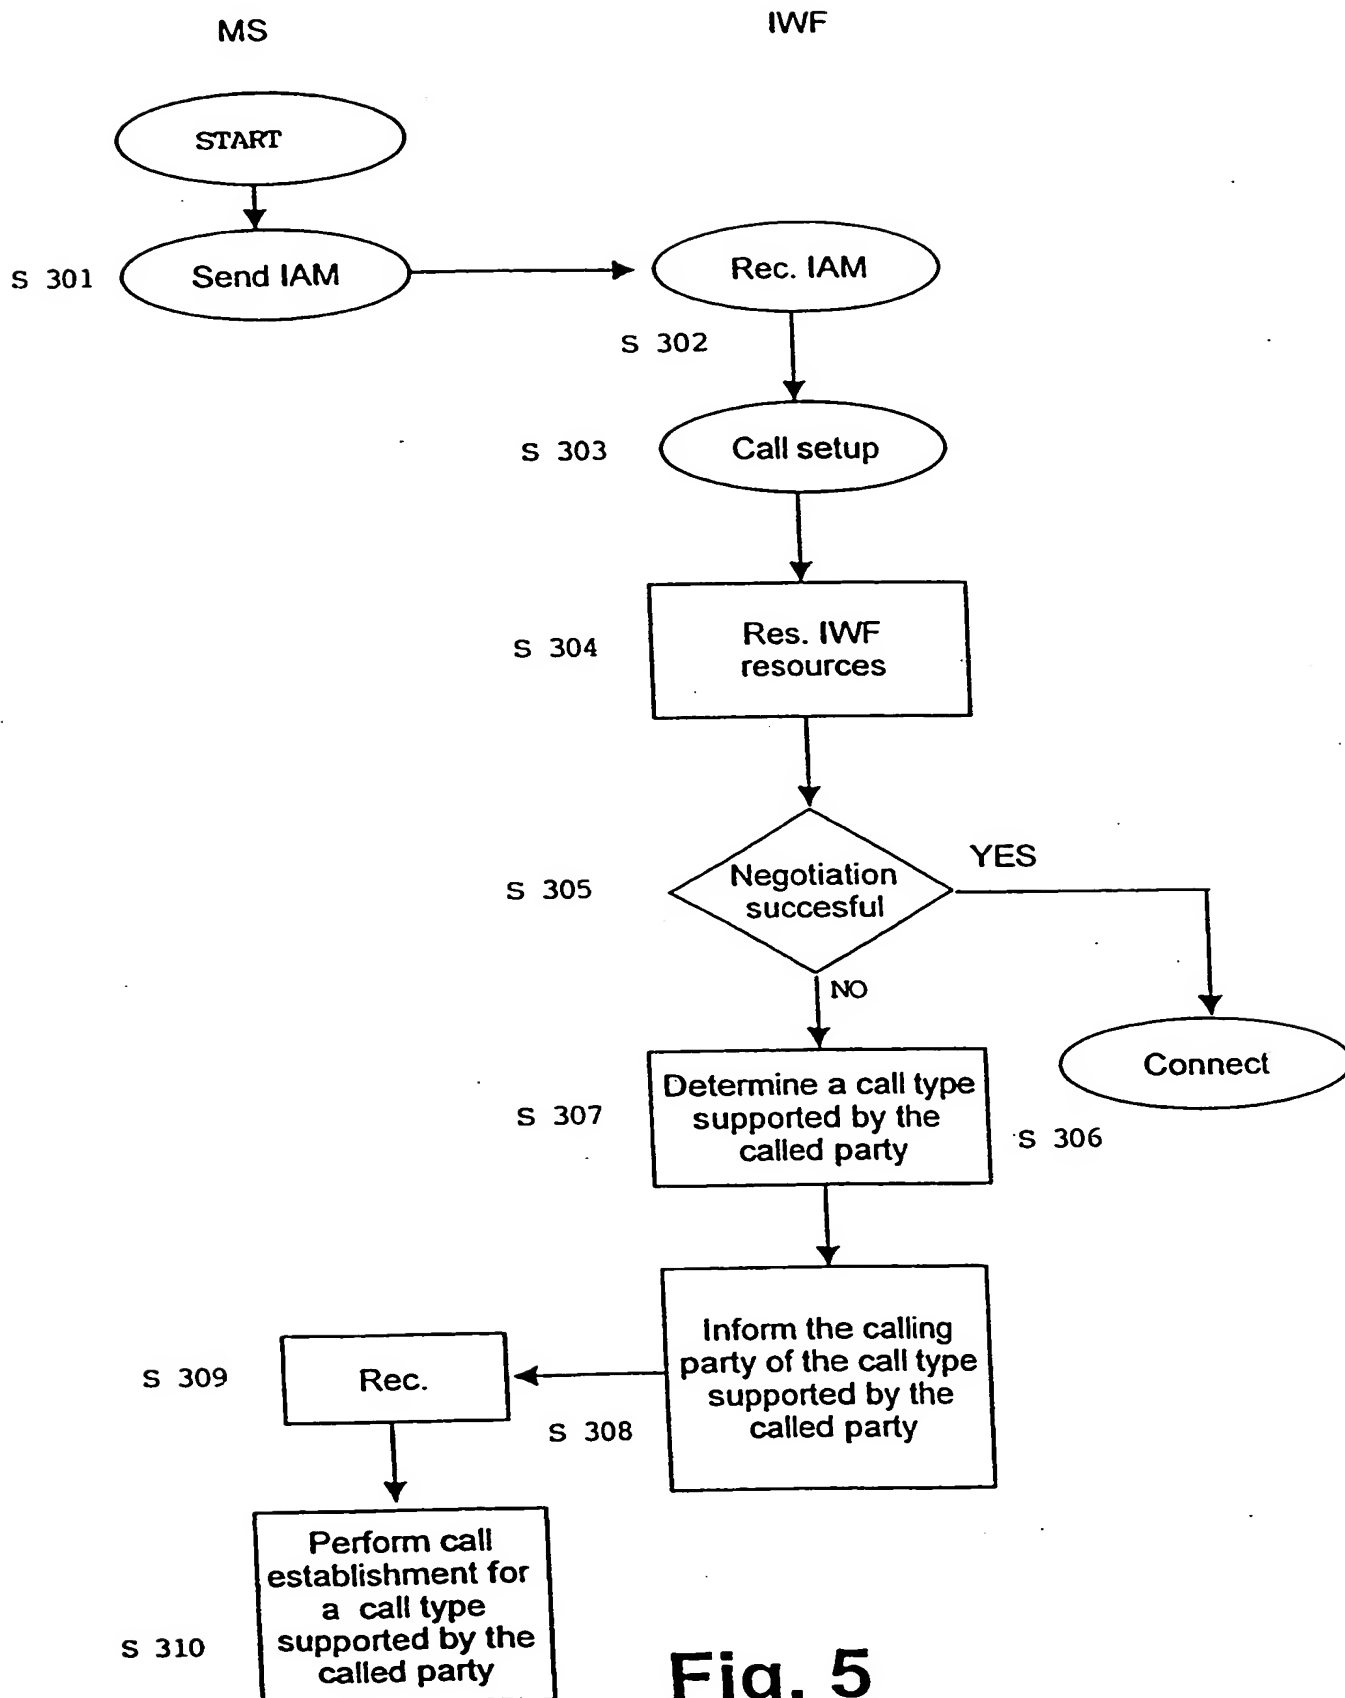 MS
IWF
START
S 301
Send IAM
Rec. IAM
S 302
S 303
Call setup
S 304
Res. IWF
resources
S 305
Negotiation
succesful
YES
NO
Connect
S 307
Determine a call type
supported by the
called party
S 306
Inform the calling
party of the call type
supported by the
called party
S 309
Rec.
S 308
Perform call
establishment for
a call type
supported by the
called party
S 310
Fig. 5